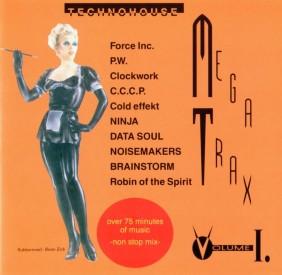 TECHNOHOUSE
Force Inc.
P.W.
Clockwork
C.C.C.P.
Cold effekt
NINJA
DATA SOUL
NOISEMAKERS
BRAINSTORM
Robin of the Spirit
MEGA
TRAX
VOLUME I.
over 75 minutes
of music
-non stop mix-